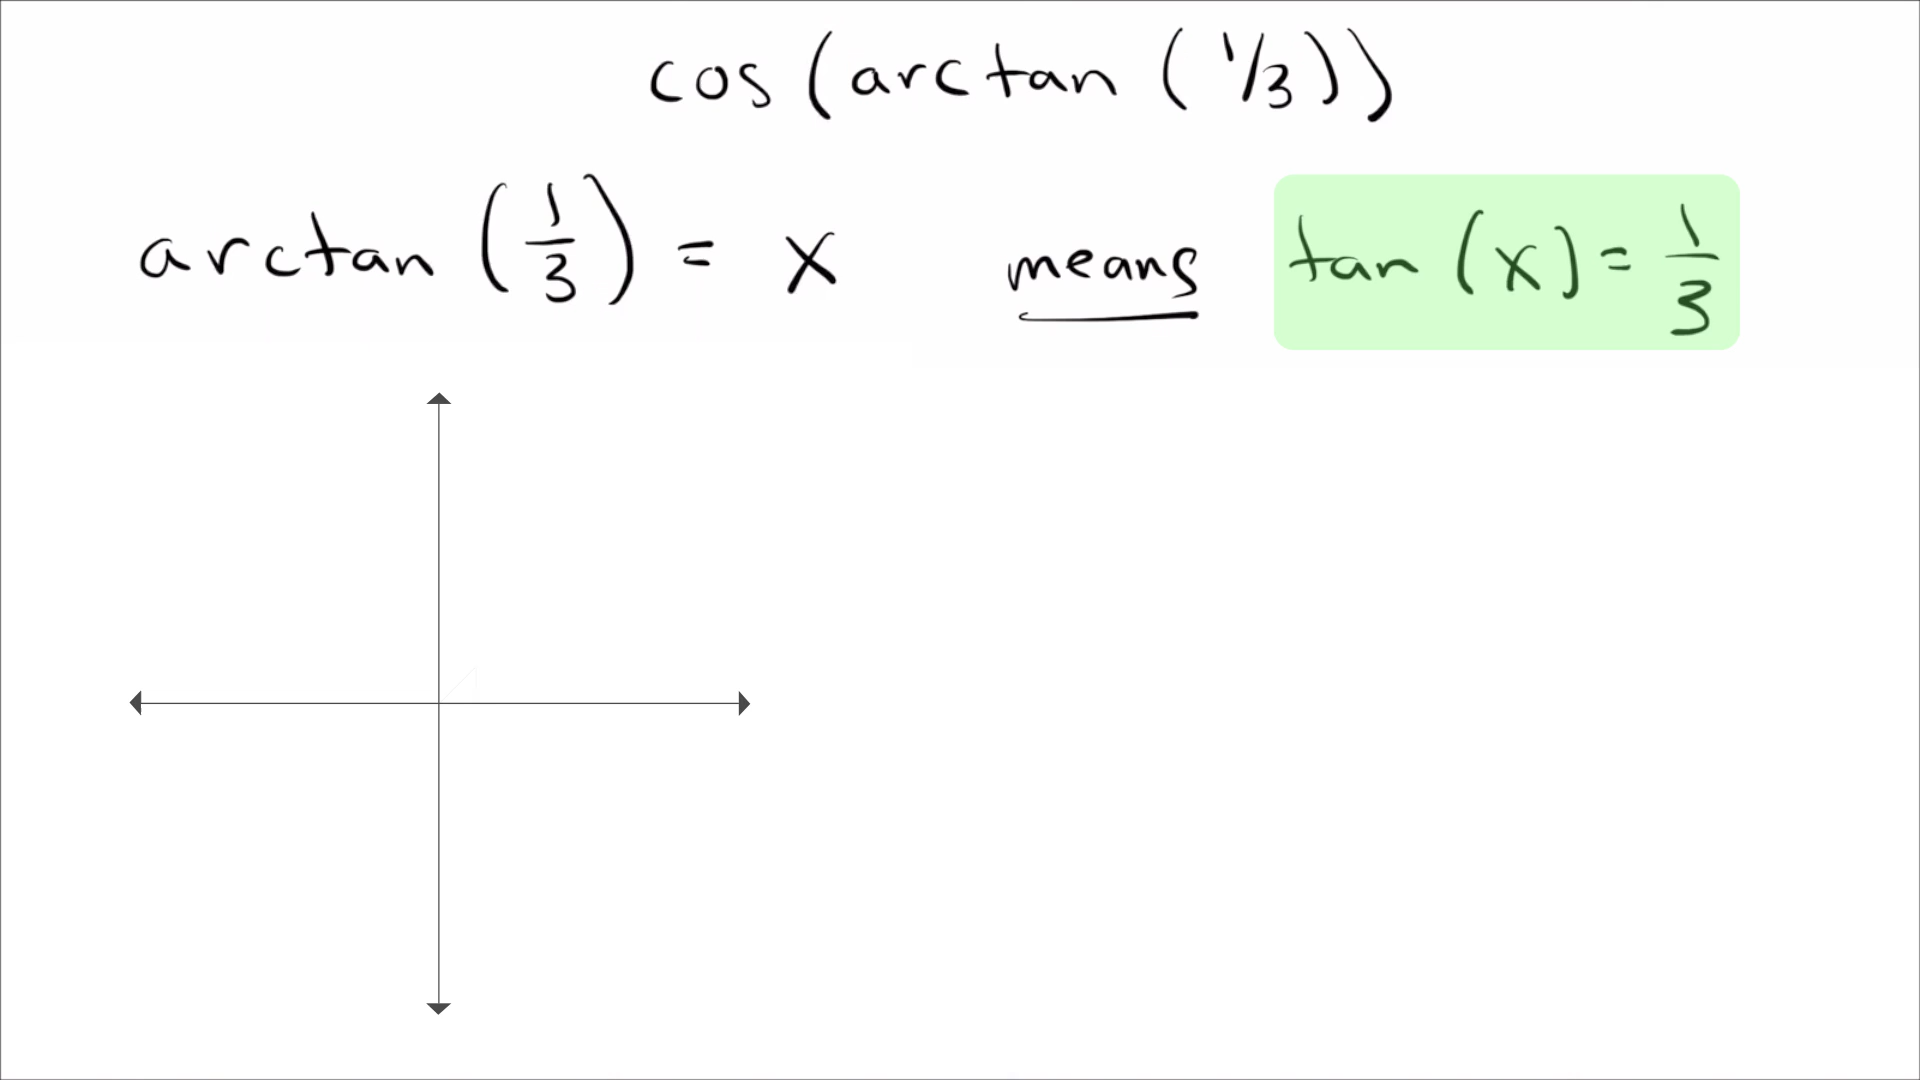 cos (arctan (1/3))
arctan (1/3) = x means tan (x) = 1/3